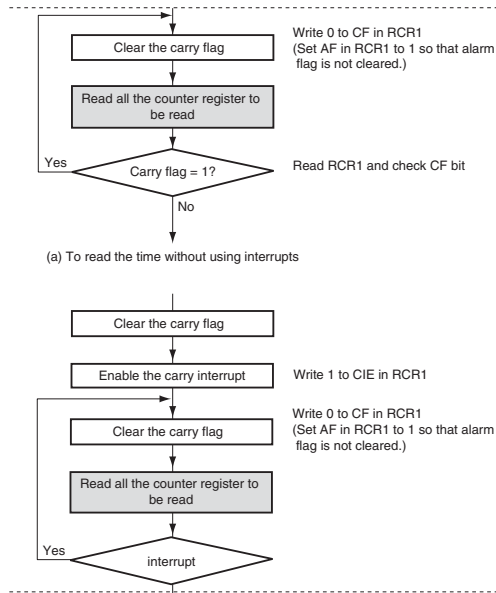 Clear the carry flag
Write 0 to CF in RCR1
(Set AF in RCR1 to 1 so that alarm
flag is not cleared.)
Read all the counter register to
be read
Yes
Carry flag = 1?
Read RCR1 and check CF bit
No
(a) To read the time without using interrupts
Clear the carry flag
Enable the carry interrupt
Write 1 to CIE in RCR1
Clear the carry flag
Write 0 to CF in RCR1
(Set AF in RCR1 to 1 so that alarm
flag is not cleared.)
Read all the counter register to
be read
Yes
interrupt